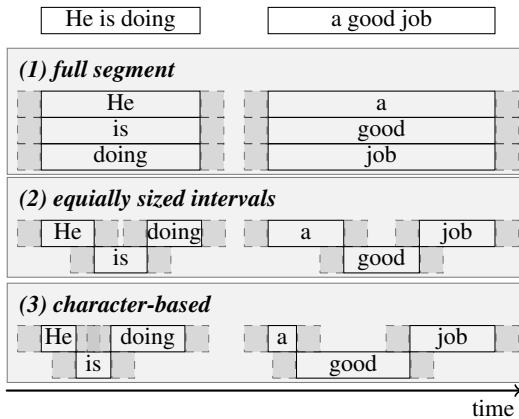 He is doing a good job
(1) full segment
He a
is good
doing job
(2) equially sized intervals
He doing a job
is good
(3) character-based
He doing a job
is good
time